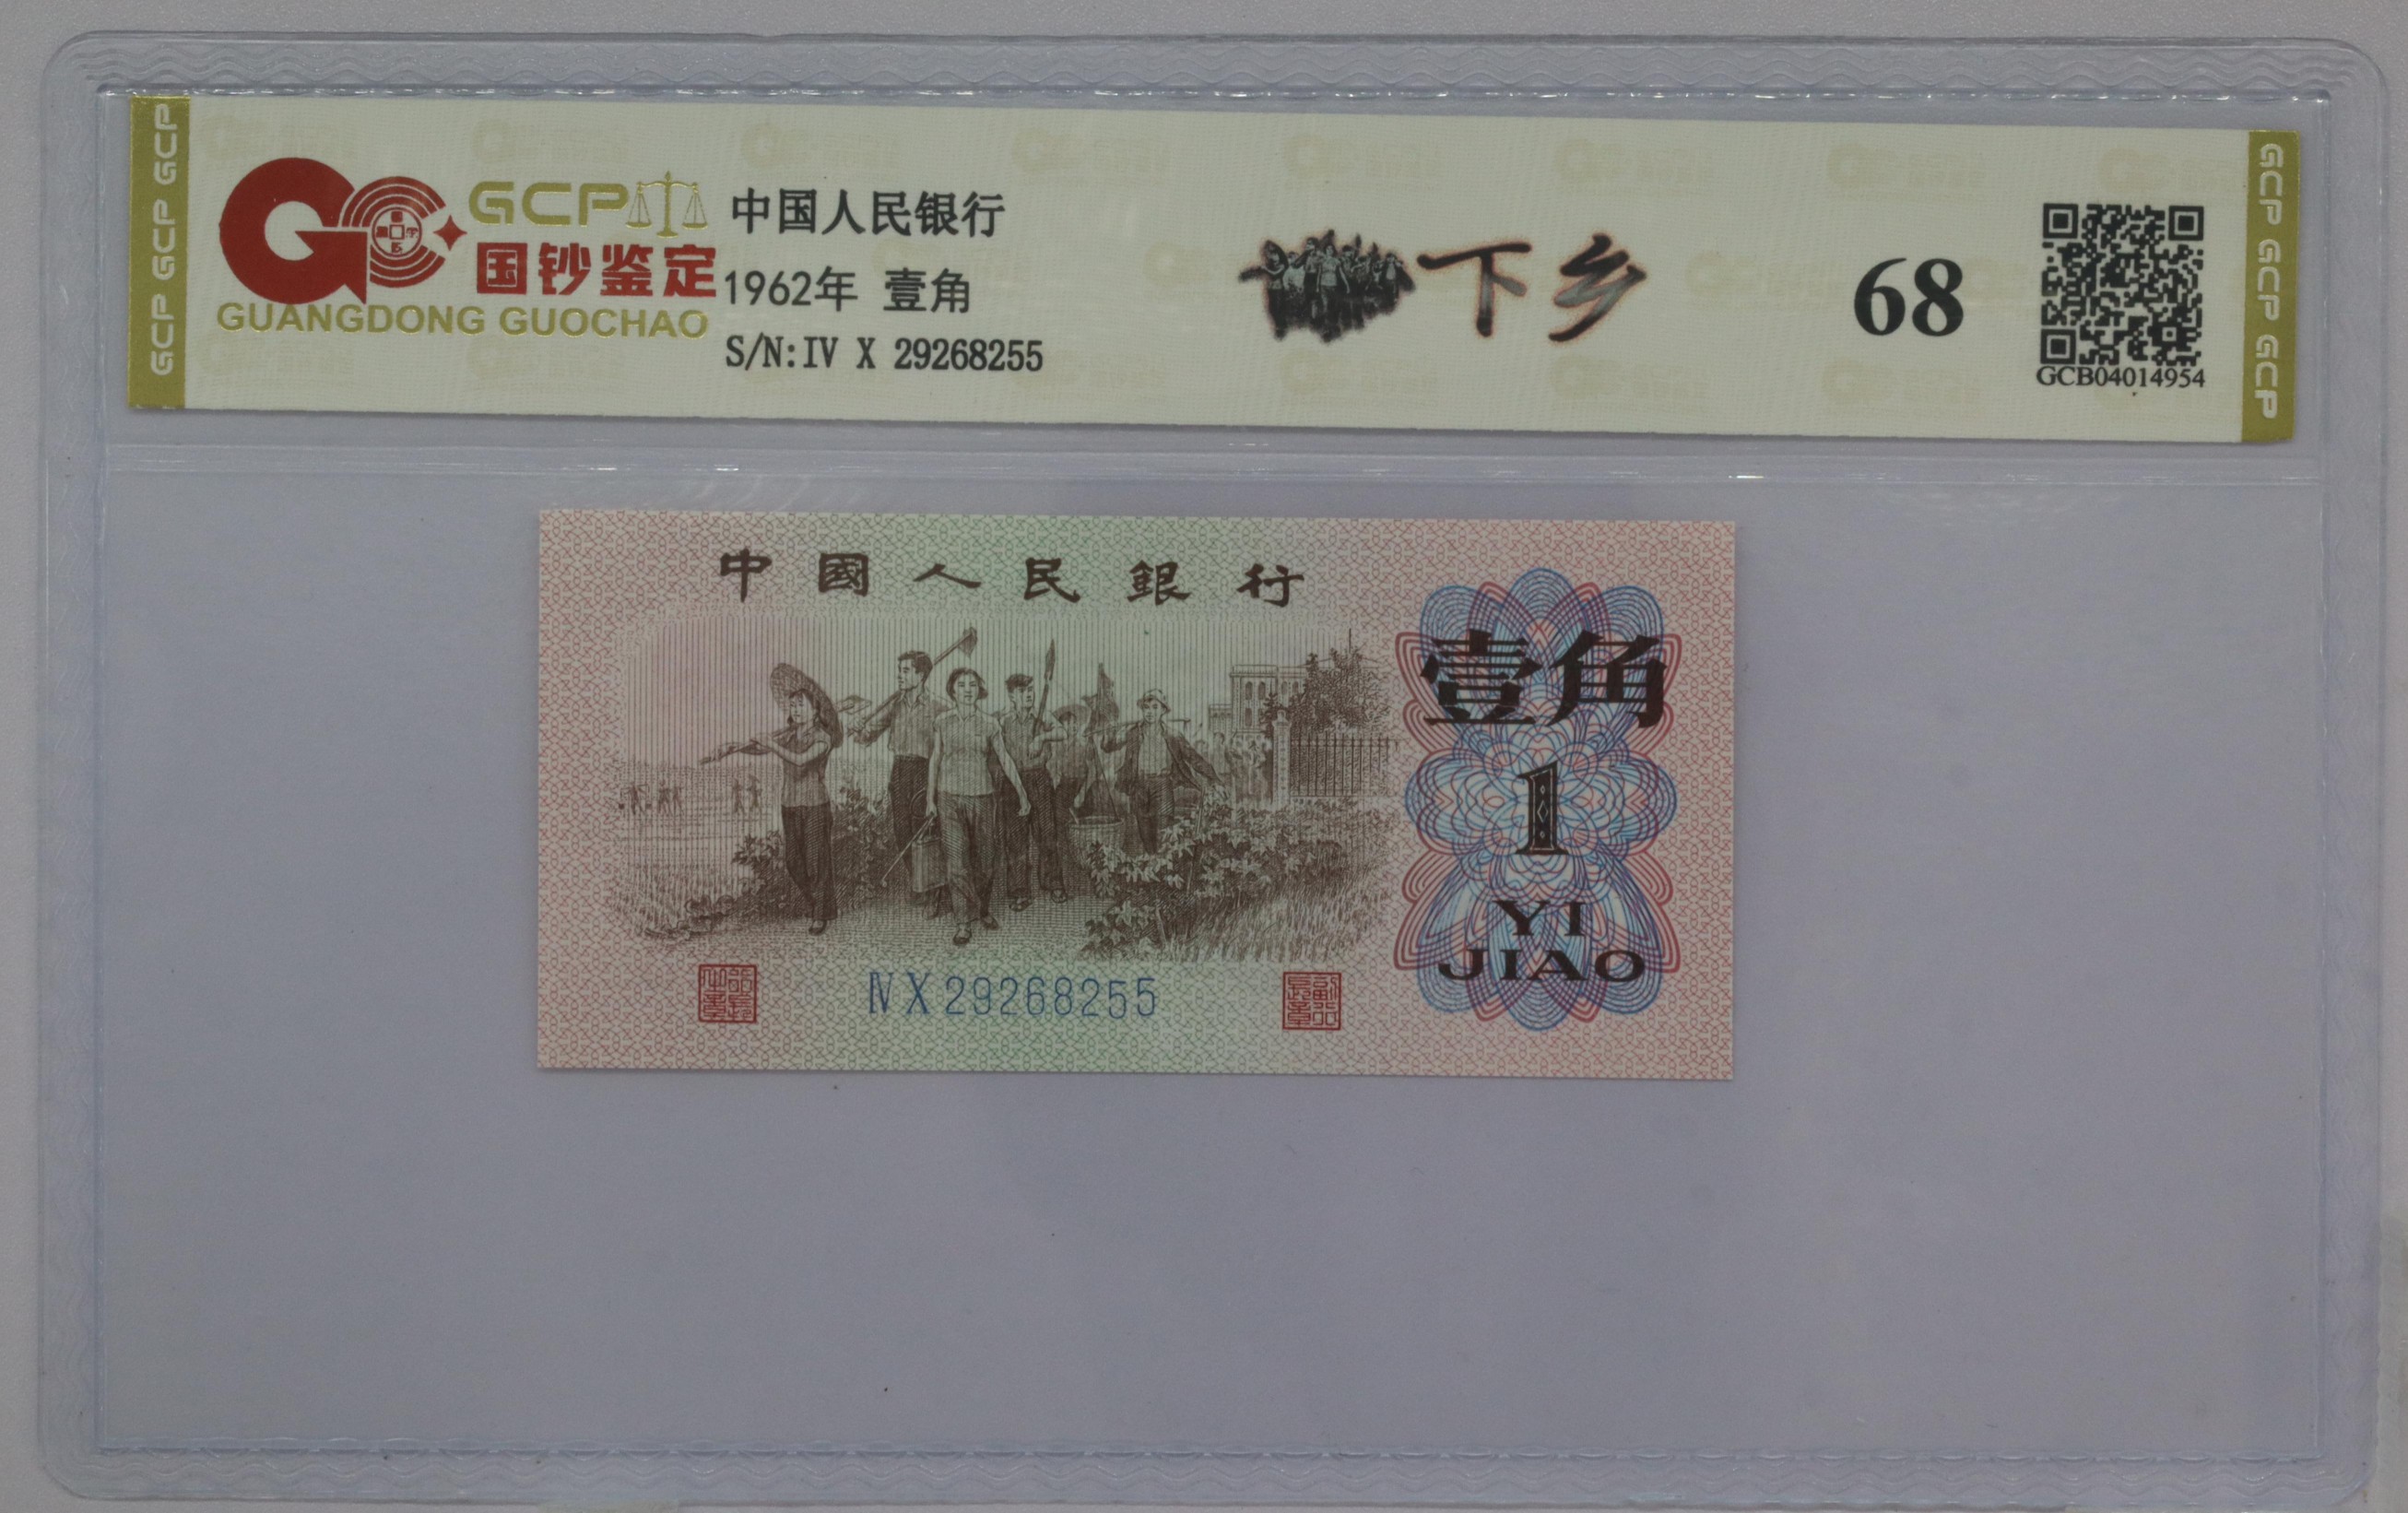 GCP GCP GCP
GCP
国钞鉴定
GUANGDONG GUOCHAO
中国人民银行
1962年 壹角
S/N:IV X 29268255
下乡
68
GCB04014954
GCP GCP GCP
中國人民銀行
壹角
1
YI
JIAO
ⅣX29268255